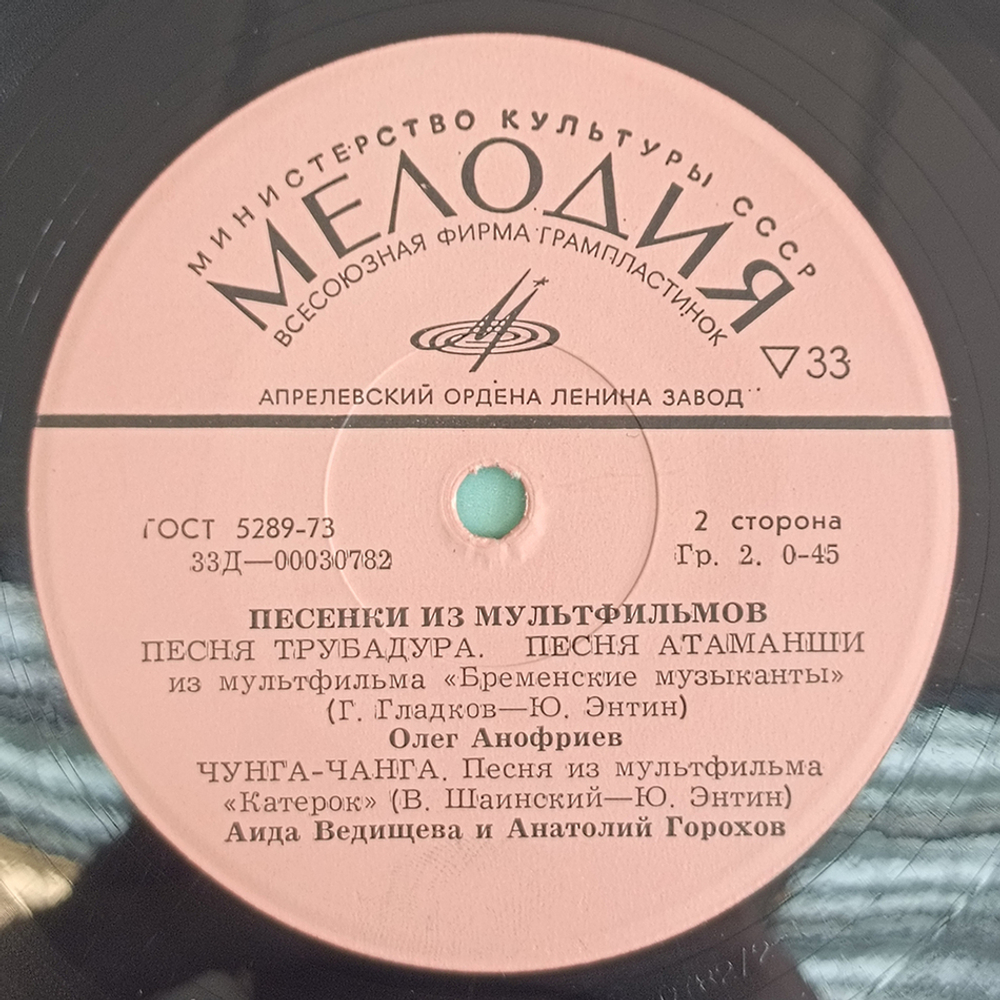 МИНИСТЕРСТВО КУЛЬТУРЫ СССР
МЕЛОДИЯ
ВСЕСОЮЗНАЯ ФИРМА ГРАМПЛАСТИНОК
▽33
АПРЕЛЕВСКИЙ ОРДЕНА ЛЕНИНА ЗАВОД
ГОСТ 5289-73
2 сторона
33Д—00030782
Гр. 2. 0-45
ПЕСЕНКИ ИЗ МУЛЬТФИЛЬМОВ
ПЕСНЯ ТРУБАДУРА. ПЕСНЯ АТАМАНШИ
из мультфильма «Бременские музыканты»
(Г. Гладков—Ю. Энтин)
Олег Анофриев
ЧУНГА-ЧАНГА. Песня из мультфильма
«Катерок» (В. Шаинский—Ю. Энтин)
Аида Ведищева и Анатолий Горохов